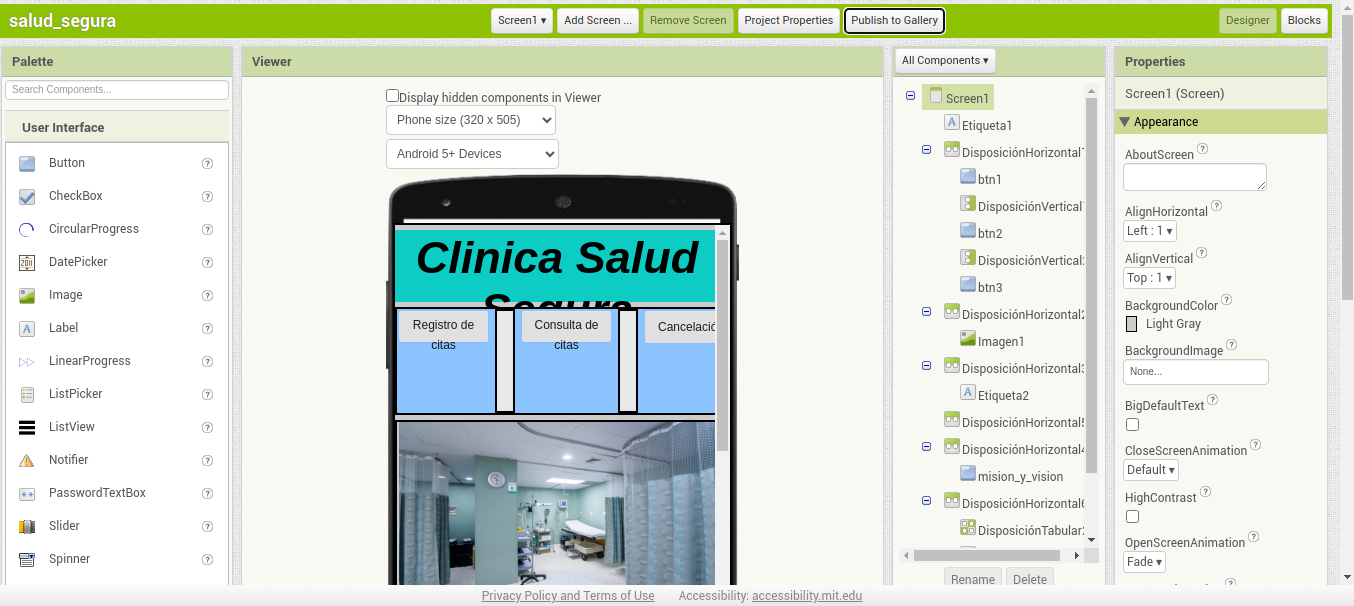 salud_segura
Screen1 ▾ Add Screen ... Remove Screen Project Properties Publish to Gallery Designer Blocks
Palette
Search Components...
User Interface
Button
CheckBox
CircularProgress
DatePicker
Image
Label
LinearProgress
ListPicker
ListView
Notifier
PasswordTextBox
Slider
Spinner
Viewer
Display hidden components in Viewer
Phone size (320 x 505)
Android 5+ Devices
Clinica Salud
Segura
Registro de
citas
Consulta de
citas
Cancelació
All Components ▾
Screen1
Etiqueta1
DisposiciónHorizontal1
btn1
DisposiciónVertical1
btn2
DisposiciónVertical2
btn3
DisposiciónHorizontal2
Imagen1
DisposiciónHorizontal3
Etiqueta2
DisposiciónHorizontal5
DisposiciónHorizontal4
mision_y_vision
DisposiciónHorizontal6
DisposiciónTabular2
Rename Delete
Properties
Screen1 (Screen)
Appearance
AboutScreen
AlignHorizontal
Left : 1 ▾
AlignVertical
Top : 1 ▾
BackgroundColor
Light Gray
BackgroundImage
None...
BigDefaultText
CloseScreenAnimation
Default ▾
HighContrast
OpenScreenAnimation
Fade ▾
Privacy Policy and Terms of Use Accessibility: accessibility.mit.edu